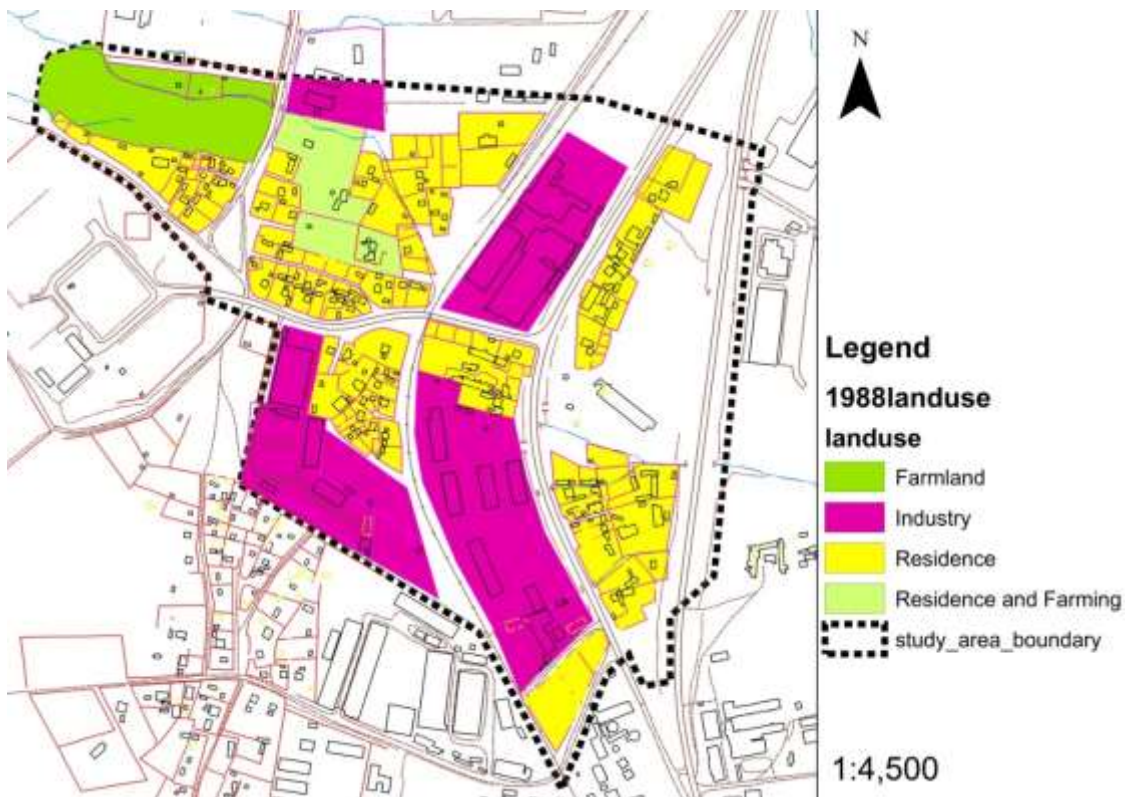 N
Legend
1988landuse
landuse
Farmland
Industry
Residence
Residence and Farming
study_area_boundary
1:4,500